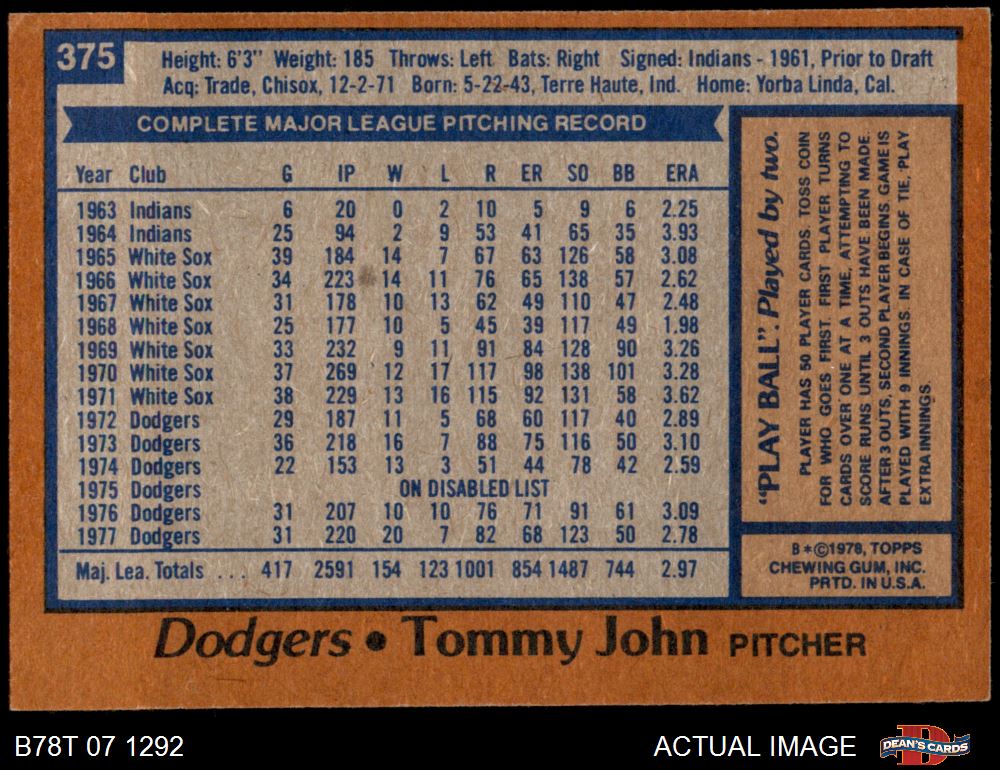 375
Height: 6'3" Weight: 185 Throws: Left Bats: Right Signed: Indians - 1961, Prior to Draft
Acq: Trade, Chisox, 12-2-71 Born: 5-22-43, Terre Haute, Ind. Home: Yorba Linda, Cal.
COMPLETE MAJOR LEAGUE PITCHING RECORD
Year Club G IP W L R ER SO BB ERA
1963 Indians 6 20 0 2 10 5 9 6 2.25
1964 Indians 25 94 2 9 53 41 65 35 3.93
1965 White Sox 39 184 14 7 67 63 126 58 3.08
1966 White Sox 34 223 14 11 76 65 138 57 2.62
1967 White Sox 31 178 10 13 62 49 110 47 2.48
1968 White Sox 25 177 10 5 45 39 117 49 1.98
1969 White Sox 33 232 9 11 91 84 128 90 3.26
1970 White Sox 37 269 12 17 117 98 138 101 3.28
1971 White Sox 38 229 13 16 115 92 131 58 3.62
1972 Dodgers 29 187 11 5 68 60 117 40 2.89
1973 Dodgers 36 218 16 7 88 75 116 50 3.10
1974 Dodgers 22 153 13 3 51 44 78 42 2.59
1975 Dodgers ON DISABLED LIST
1976 Dodgers 31 207 10 10 76 71 91 61 3.09
1977 Dodgers 31 220 20 7 82 68 123 50 2.78
Maj. Lea. Totals ... 417 2591 154 123 1001 854 1487 744 2.97
"PLAY BALL". Played by two.
PLAYER HAS 50 PLAYER CARDS. TOSS COIN
FOR WHO GOES FIRST. FIRST PLAYER TURNS
CARDS OVER ONE AT A TIME, ATTEMPTING TO
SCORE RUNS UNTIL 3 OUTS HAVE BEEN MADE.
AFTER 3 OUTS, SECOND PLAYER BEGINS. GAME IS
PLAYED WITH 9 INNINGS. IN CASE OF TIE, PLAY
EXTRA INNINGS.
B*©1978, TOPPS
CHEWING GUM, INC.
PRTD. IN U.S.A.
Dodgers • Tommy John PITCHER
B78T 07 1292
ACTUAL IMAGE
D
DEAN'S CARDS